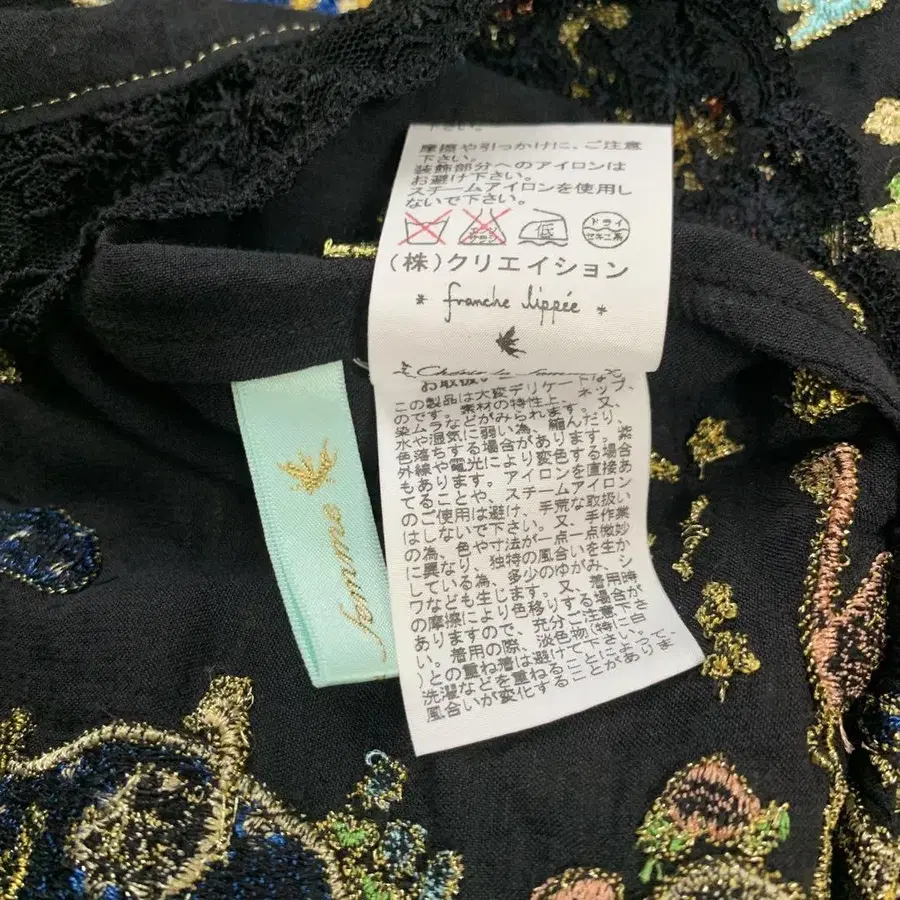 下さい。
摩擦や引っかけに、ご注意
下さい。
装飾部分へのアイロンは
お避け下さい。
スチームアイロンを使用し
ないで下さい。
エンソ
サラシ
低
ドライ
セキユ系
(株)クリエイション
* franche lippée *
お取扱
この製品は大変デリケートなも
のです。素材の特性上、ネップ、
染ムラなどがみられます。又、
水や湿気に弱い為、縮んだり、
色落ちする場合があります。紫
外線や電光により変色する場合
もあります。アイロンを直接あ
てることや、スチームアイロン
のご使用は避け、手荒な取扱い
はしないで下さい。又、手作業
の為、色や寸法が一点一点微妙
に異なり、独特の風合いを生か
している為、多少のゆがみ、シ
ワなども生じます。又、着用時
の摩擦により色移りする場合が
ありますので、充分ご注意下さ
い。着用の際、淡色物(特に白
)との重ね着は避けて下さい。
洗濯などを重ねることによって、
風合いが変化することがありま
femme